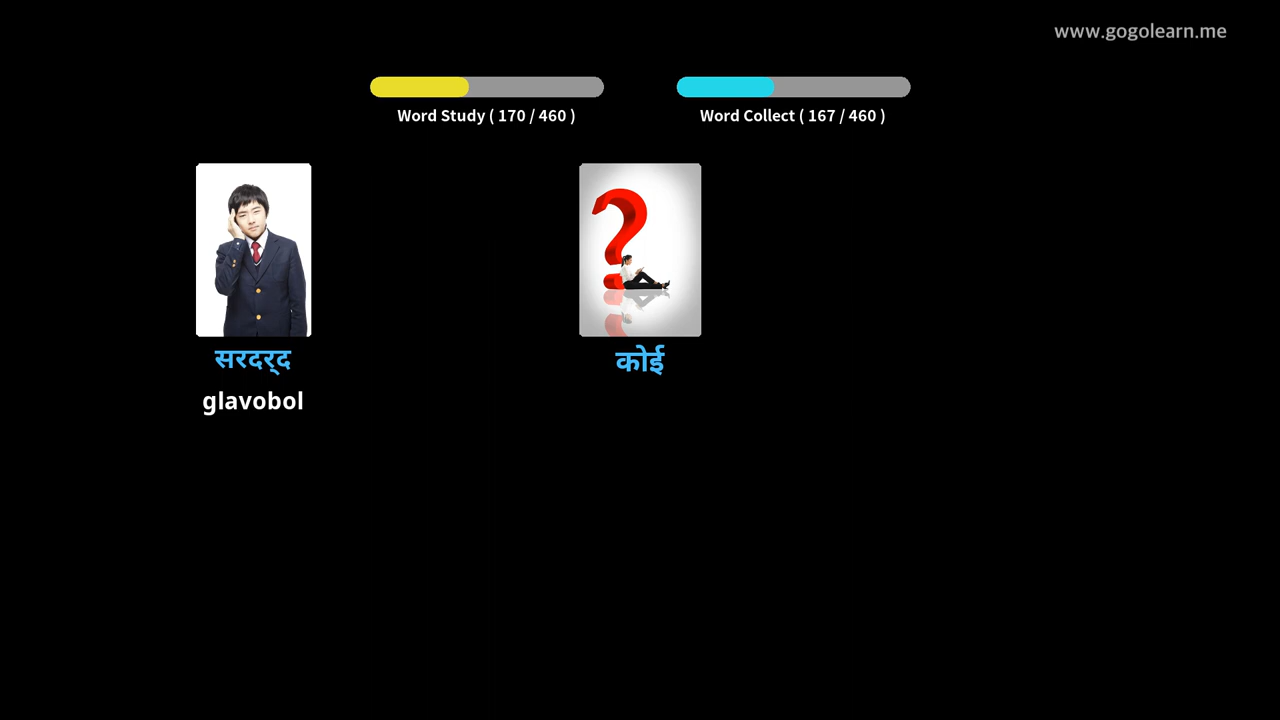 www.gogolearn.me
Word Study ( 170 / 460 )
Word Collect ( 167 / 460 )
सरदर्द
glavobol
कोई